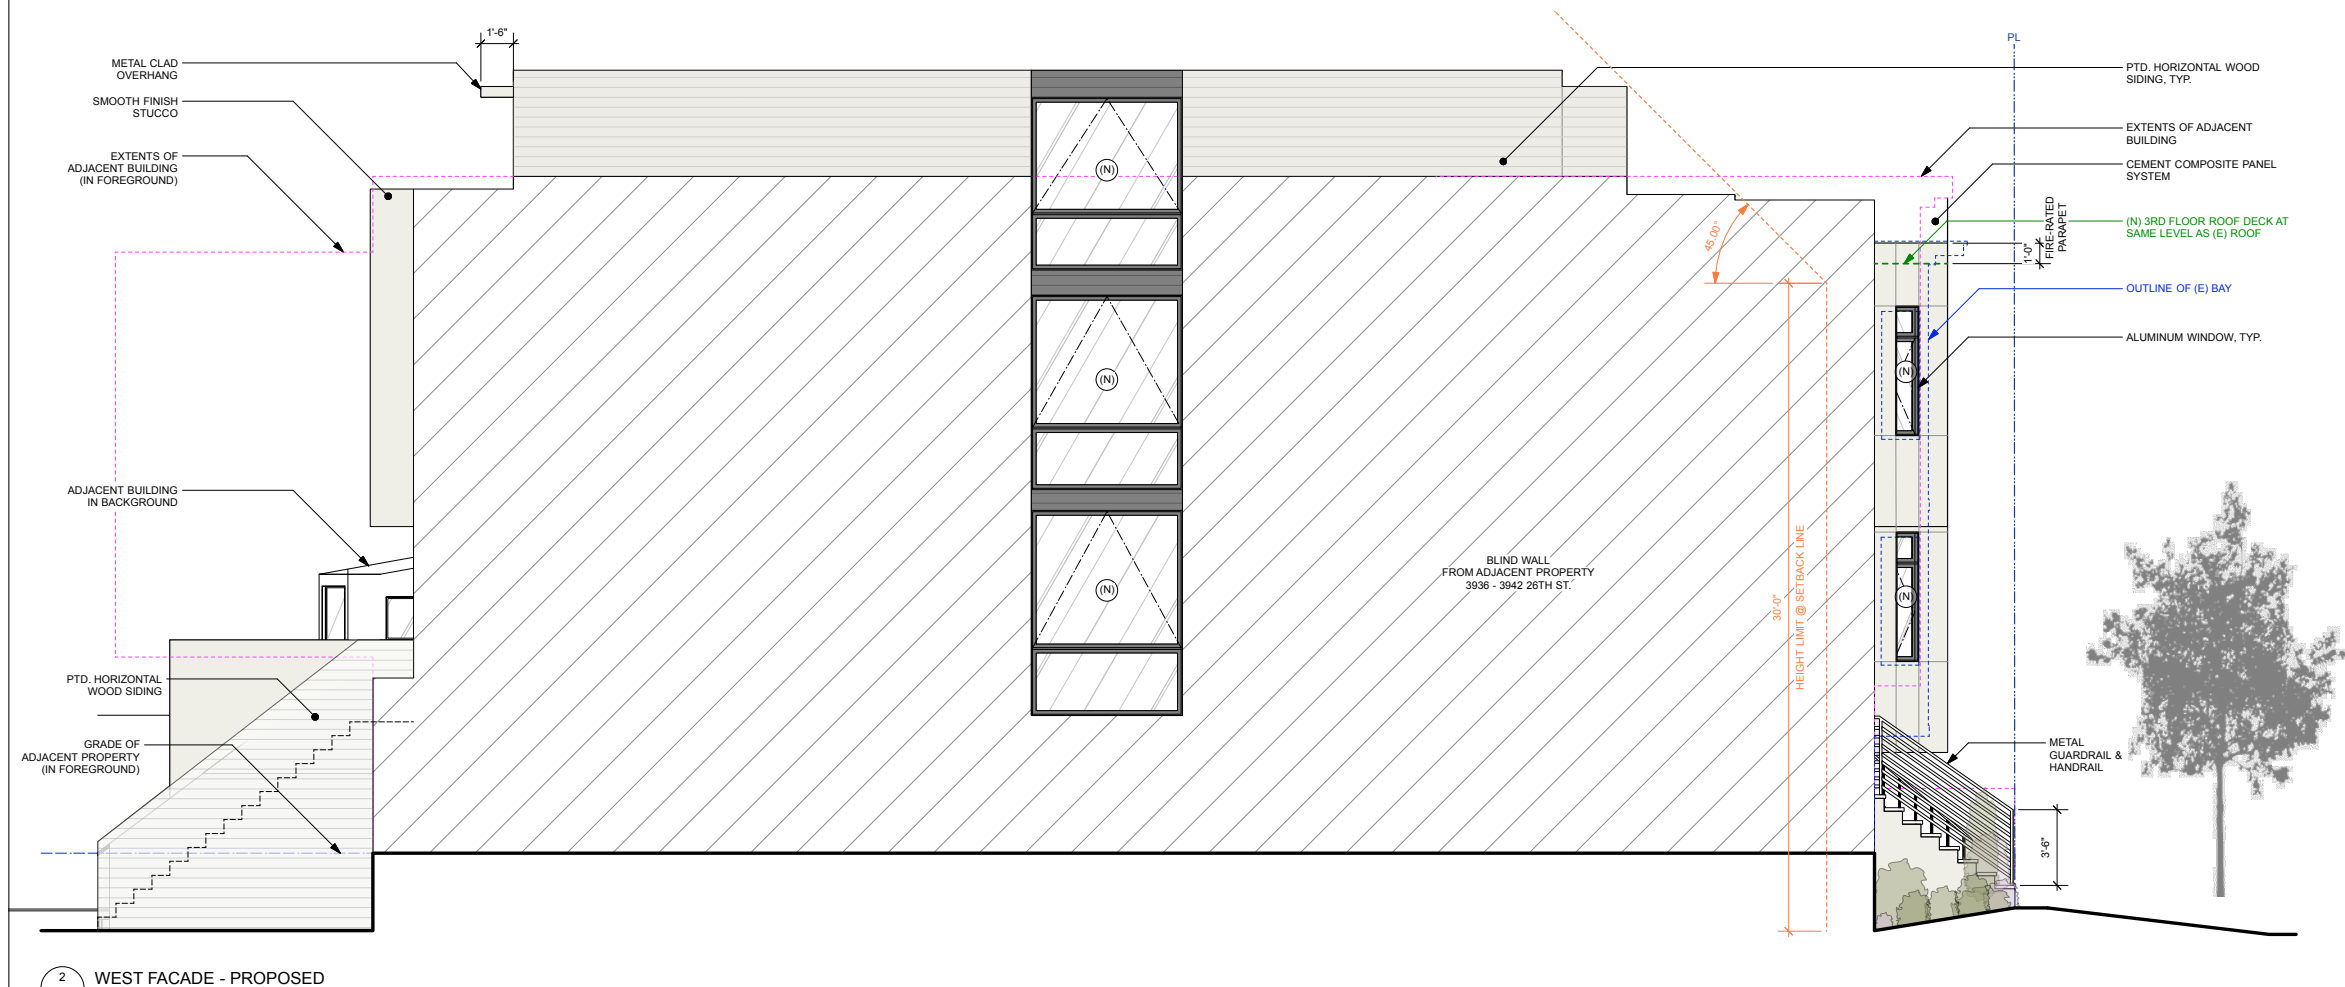 1'-6"
METAL CLAD
OVERHANG
SMOOTH FINISH
STUCCO
EXTENTS OF
ADJACENT BUILDING
(IN FOREGROUND)
ADJACENT BUILDING
IN BACKGROUND
PTD. HORIZONTAL
WOOD SIDING
GRADE OF
ADJACENT PROPERTY
(IN FOREGROUND)
(N)
(N)
(N)
BLIND WALL
FROM ADJACENT PROPERTY
3936 - 3942 26TH ST.
45.00°
30'-0"
HEIGHT LIMIT @ SETBACK LINE
(N)
(N)
PL
PTD. HORIZONTAL WOOD
SIDING, TYP.
EXTENTS OF ADJACENT
BUILDING
CEMENT COMPOSITE PANEL
SYSTEM
(N) 3RD FLOOR ROOF DECK AT
SAME LEVEL AS (E) ROOF
1'-0"
FIRE-RATED
PARAPET
OUTLINE OF (E) BAY
ALUMINUM WINDOW, TYP.
METAL
GUARDRAIL &
HANDRAIL
3'-6"
2
WEST FACADE - PROPOSED